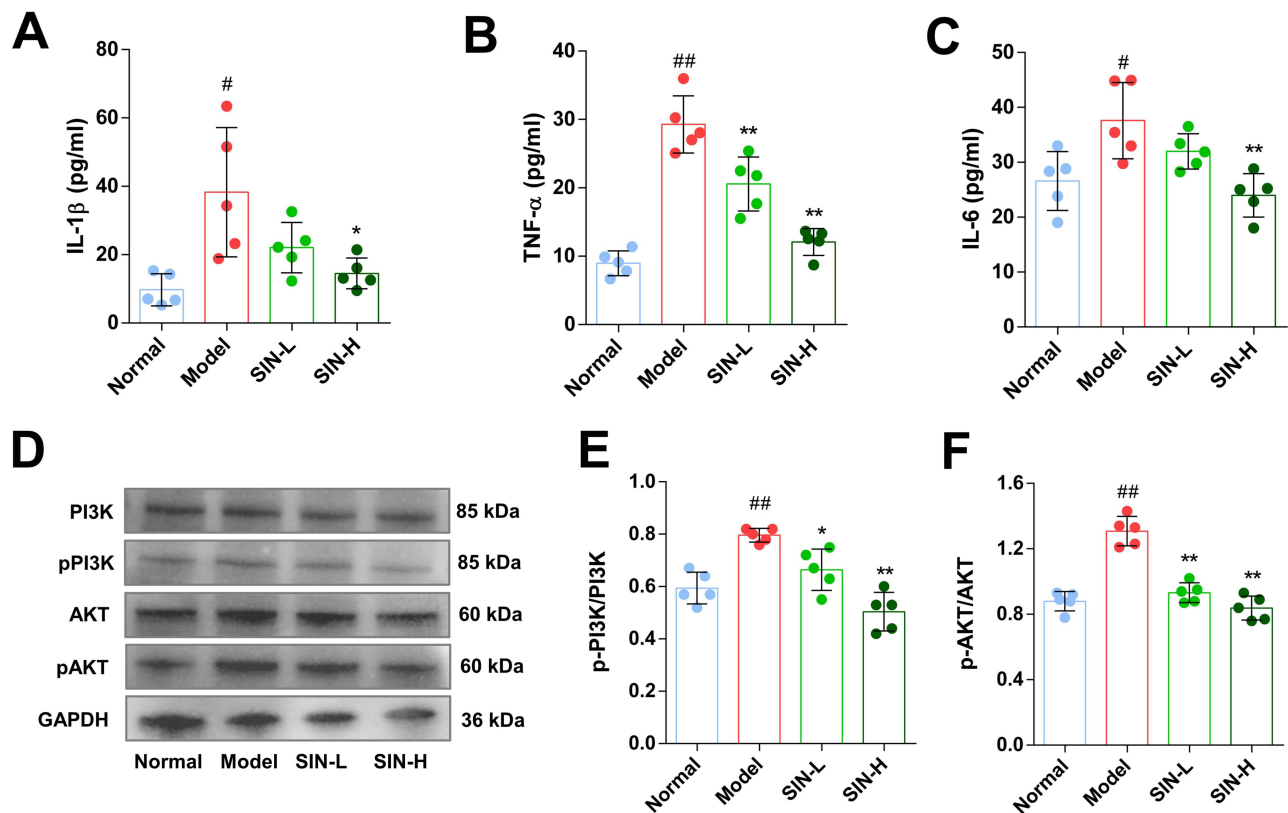 A
IL-1β (pg/ml)
80
60
40
20
0
#
*
Normal
Model
SIN-L
SIN-H
B
TNF-α (pg/ml)
40
30
20
10
0
##
**
**
Normal
Model
SIN-L
SIN-H
C
IL-6 (pg/ml)
50
40
30
20
10
0
#
**
Normal
Model
SIN-L
SIN-H
D
PI3K 85 kDa
pPI3K 85 kDa
AKT 60 kDa
pAKT 60 kDa
GAPDH 36 kDa
Normal Model SIN-L SIN-H
E
p-PI3K/PI3K
1.0
0.8
0.6
0.4
0.2
0.0
##
*
**
Normal
Model
SIN-L
SIN-H
F
p-AKT/AKT
1.6
1.2
0.8
0.4
0.0
##
**
**
Normal
Model
SIN-L
SIN-H